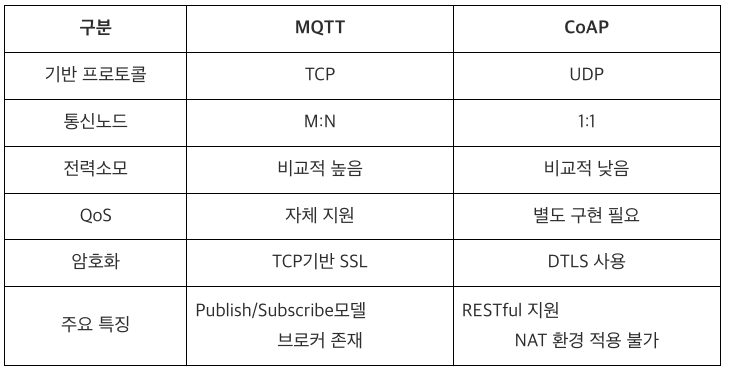 구분 MQTT CoAP
기반 프로토콜 TCP UDP
통신노드 M:N 1:1
전력소모 비교적 높음 비교적 낮음
QoS 자체 지원 별도 구현 필요
암호화 TCP기반 SSL DTLS 사용
주요 특징
Publish/Subscribe모델
브로커 존재
RESTful 지원
NAT 환경 적용 불가